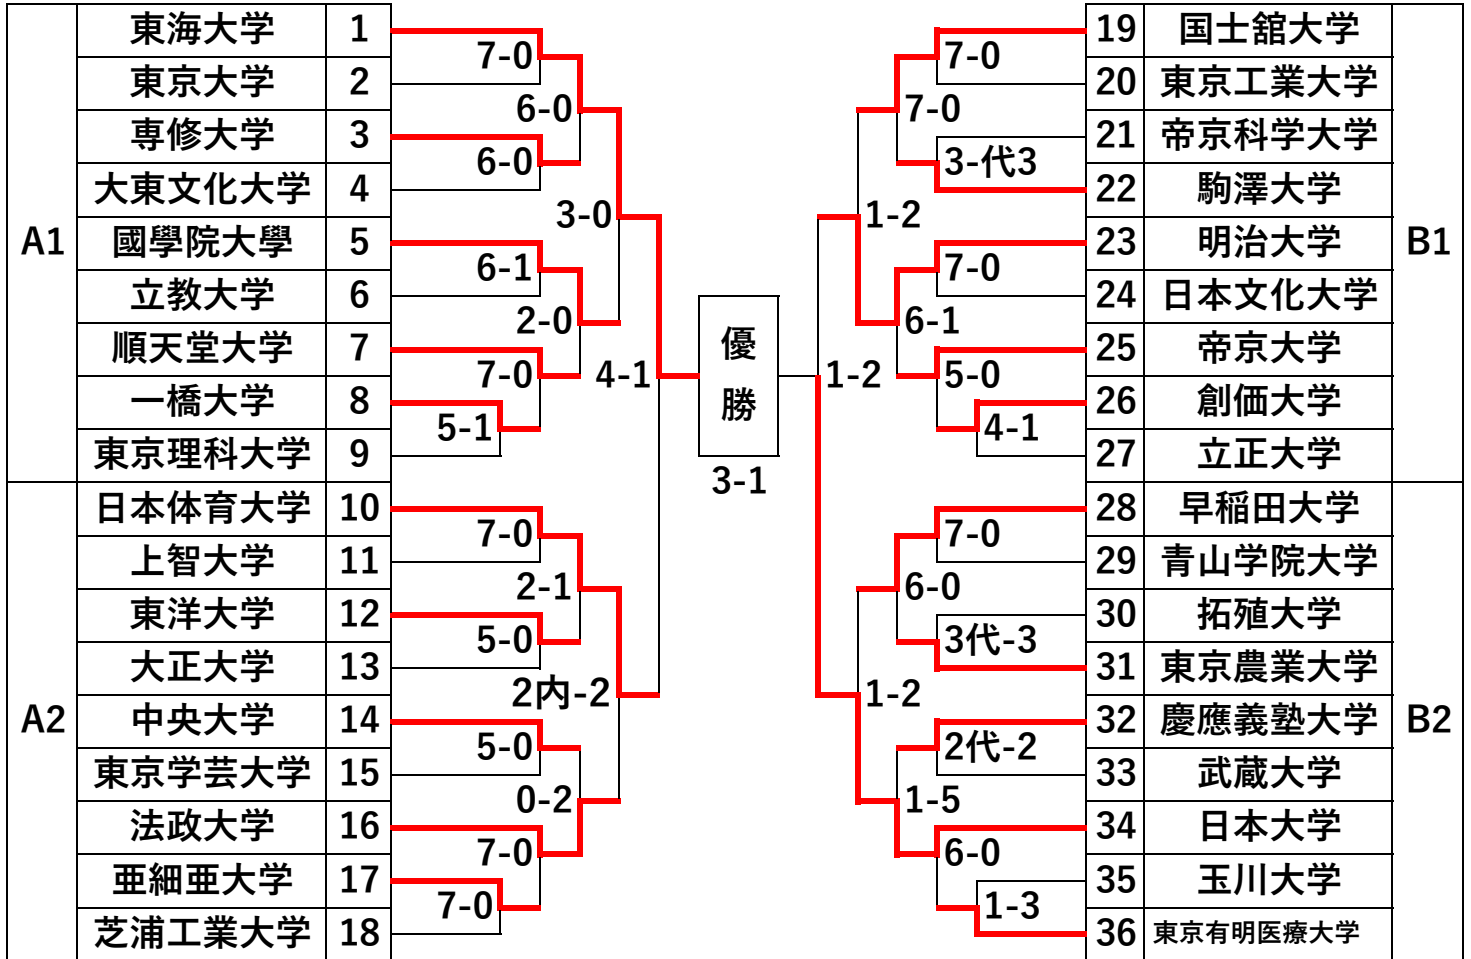 A1
東海大学 1
東京大学 2
専修大学 3
大東文化大学 4
國學院大學 5
立教大学 6
順天堂大学 7
一橋大学 8
東京理科大学 9
A2
日本体育大学 10
上智大学 11
東洋大学 12
大正大学 13
中央大学 14
東京学芸大学 15
法政大学 16
亜細亜大学 17
芝浦工業大学 18
7-0
6-0
6-0
3-0
6-1
2-0
7-0
5-1
4-1
7-0
2-1
5-0
2内-2
5-0
0-2
7-0
7-0
優
勝
3-1
7-0
7-0
3-代3
1-2
7-0
6-1
5-0
4-1
1-2
7-0
6-0
3代-3
1-2
2代-2
1-5
6-0
1-3
B1
19 国士舘大学
20 東京工業大学
21 帝京科学大学
22 駒澤大学
23 明治大学
24 日本文化大学
25 帝京大学
26 創価大学
27 立正大学
B2
28 早稲田大学
29 青山学院大学
30 拓殖大学
31 東京農業大学
32 慶應義塾大学
33 武蔵大学
34 日本大学
35 玉川大学
36 東京有明医療大学